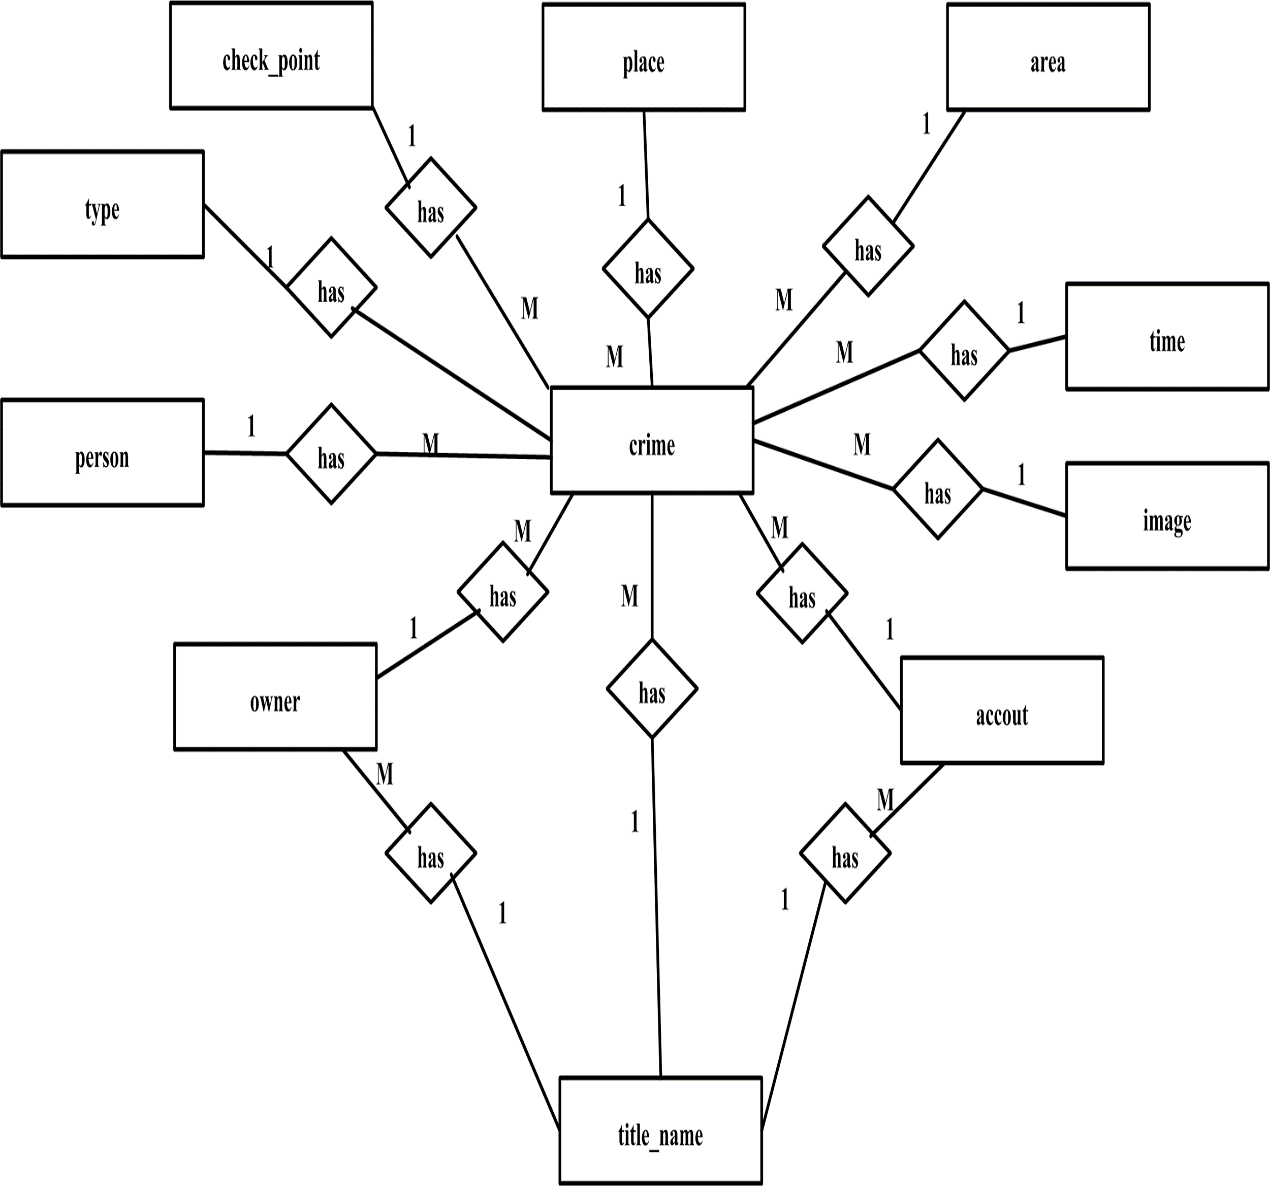 check_point
place
area
1
1
type
1
has
1
has
has
1
has
M
M
1
time
M
M
has
person
1
has
M
crime
M
has
1
image
M
M
has
M
has
1
1
owner
has
accout
M
M
1
has
has
1
1
title_name